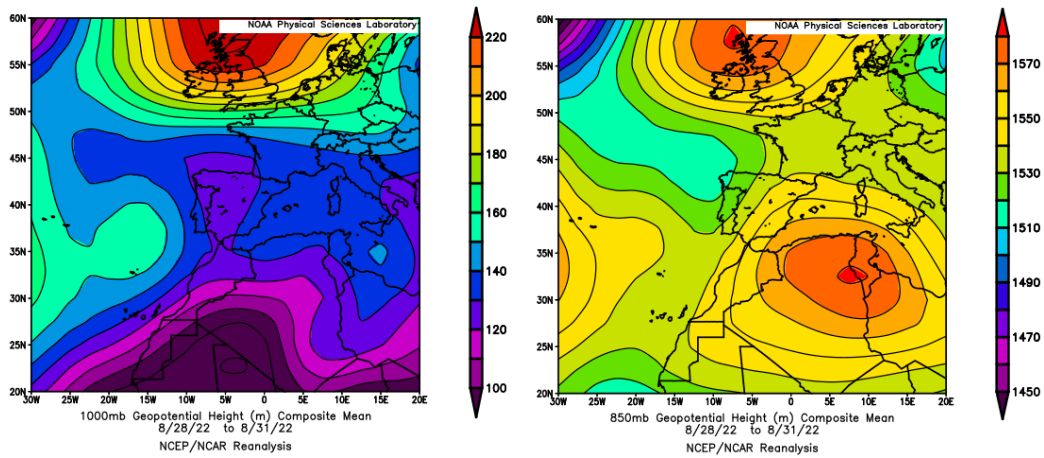 NOAA Physical Sciences Laboratory
60N
55N
50N
45N
40N
35N
30N
25N
20N
30W 25W 20W 15W 10W 5W 0 5E 10E 15E 20E
220
200
180
160
140
120
100
1000mb Geopotential Height (m) Composite Mean
8/28/22 to 8/31/22
NCEP/NCAR Reanalysis
NOAA Physical Sciences Laboratory
60N
55N
50N
45N
40N
35N
30N
25N
20N
30W 25W 20W 15W 10W 5W 0 5E 10E 15E 20E
1570
1550
1530
1510
1490
1470
1450
850mb Geopotential Height (m) Composite Mean
8/28/22 to 8/31/22
NCEP/NCAR Reanalysis